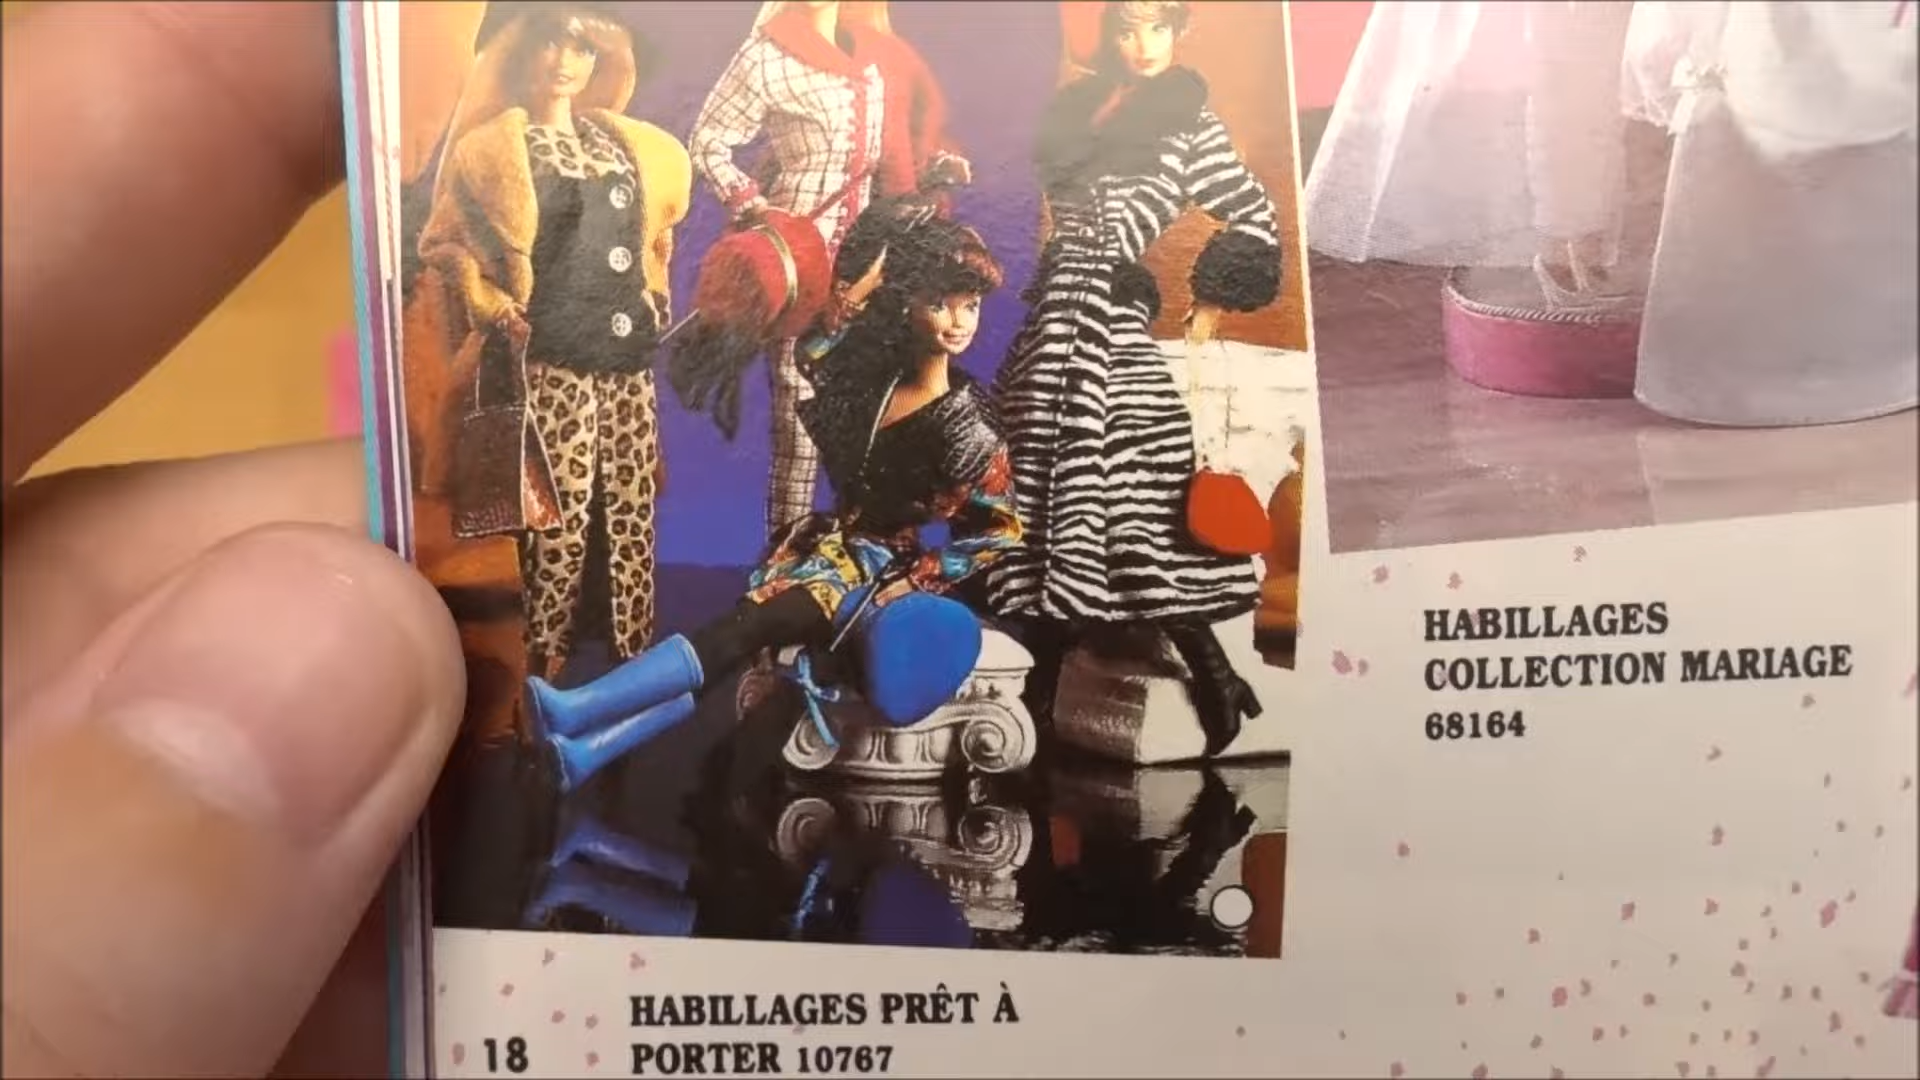 HABILLAGES
COLLECTION MARIAGE
68164
HABILLAGES PRÊT À
PORTER 10767
18